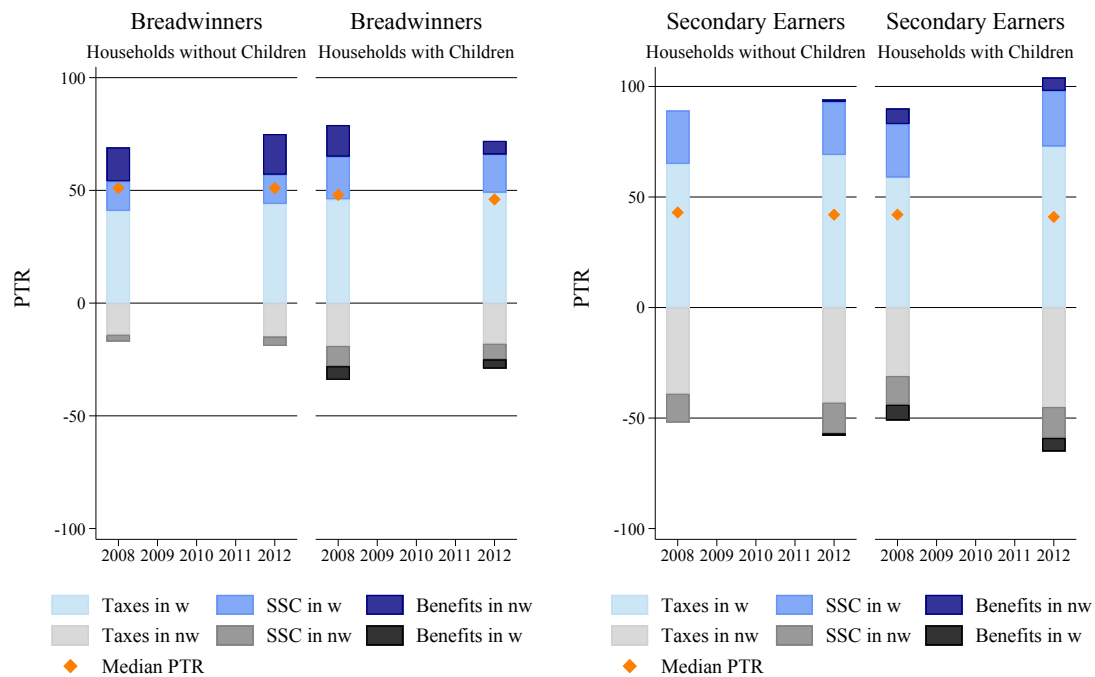 Breadwinners
Breadwinners
Households without Children
Households with Children
PTR
100
50
0
-50
-100
2008 2009 2010 2011 2012
2008 2009 2010 2011 2012
Taxes in w
SSC in w
Benefits in nw
Taxes in nw
SSC in nw
Benefits in w
Median PTR
Secondary Earners
Secondary Earners
Households without Children
Households with Children
PTR
100
50
0
-50
-100
2008 2009 2010 2011 2012
2008 2009 2010 2011 2012
Taxes in w
SSC in w
Benefits in nw
Taxes in nw
SSC in nw
Benefits in w
Median PTR